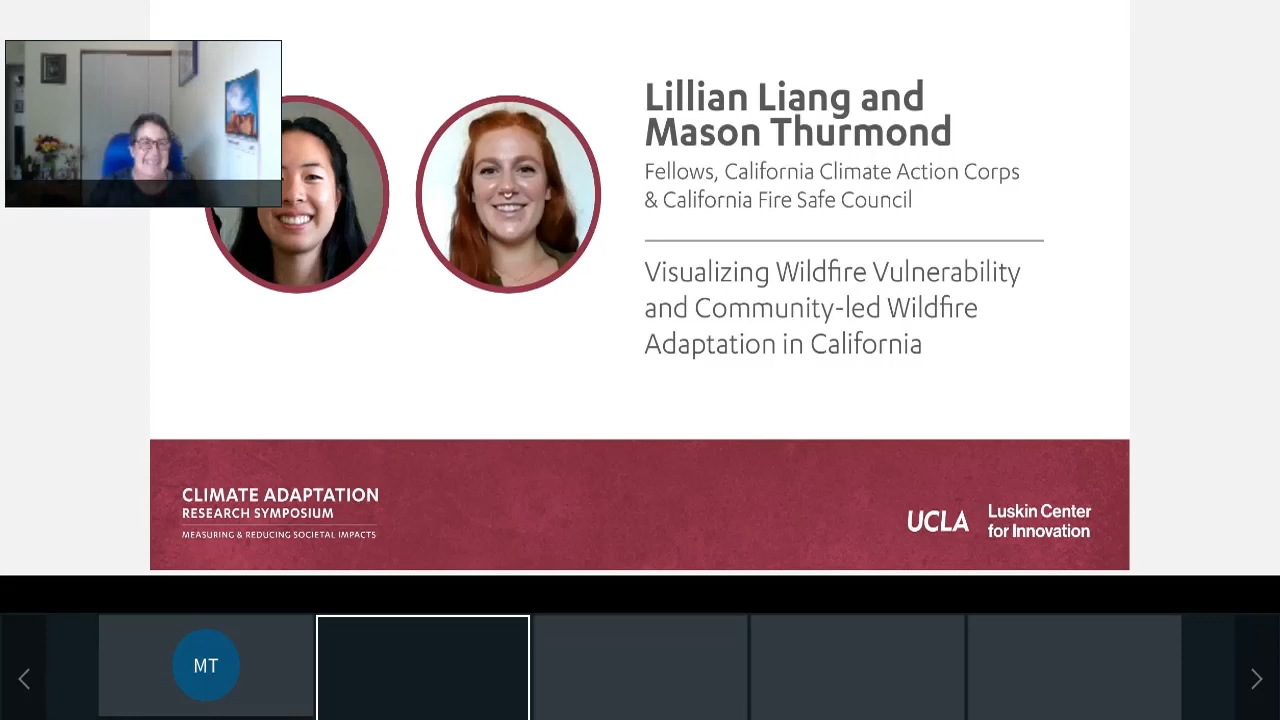 Lillian Liang and
Mason Thurmond
Fellows, California Climate Action Corps
& California Fire Safe Council
Visualizing Wildfire Vulnerability
and Community-led Wildfire
Adaptation in California
CLIMATE ADAPTATION
RESEARCH SYMPOSIUM
MEASURING & REDUCING SOCIETAL IMPACTS
UCLA
Luskin Center
for Innovation
MT